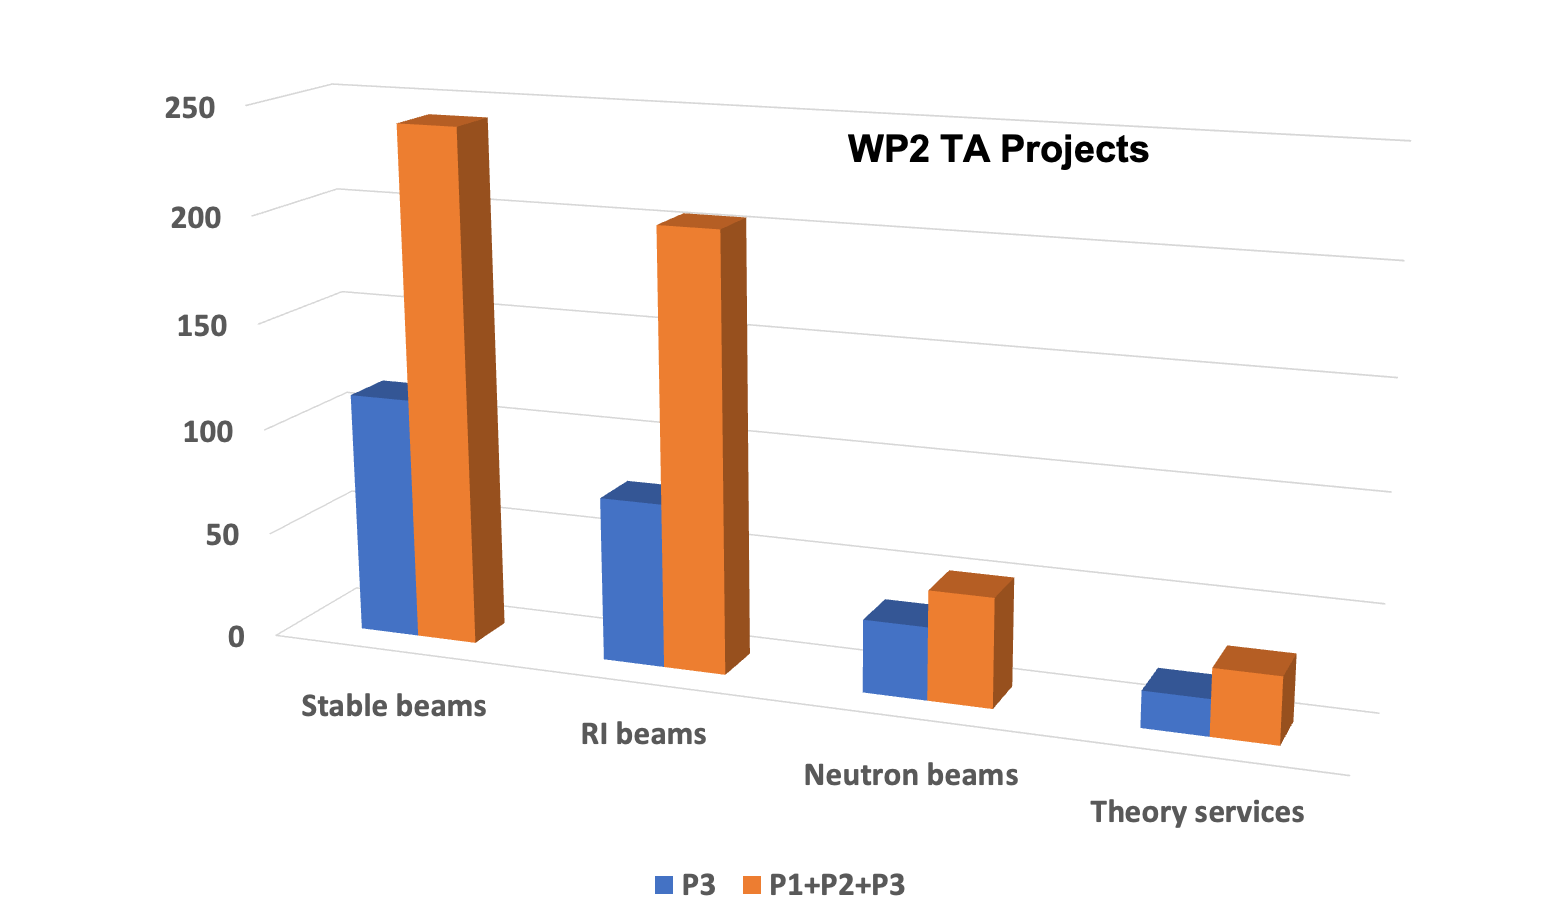 WP2 TA Projects
250
200
150
100
50
0
Stable beams
RI beams
Neutron beams
Theory services
P3
P1+P2+P3